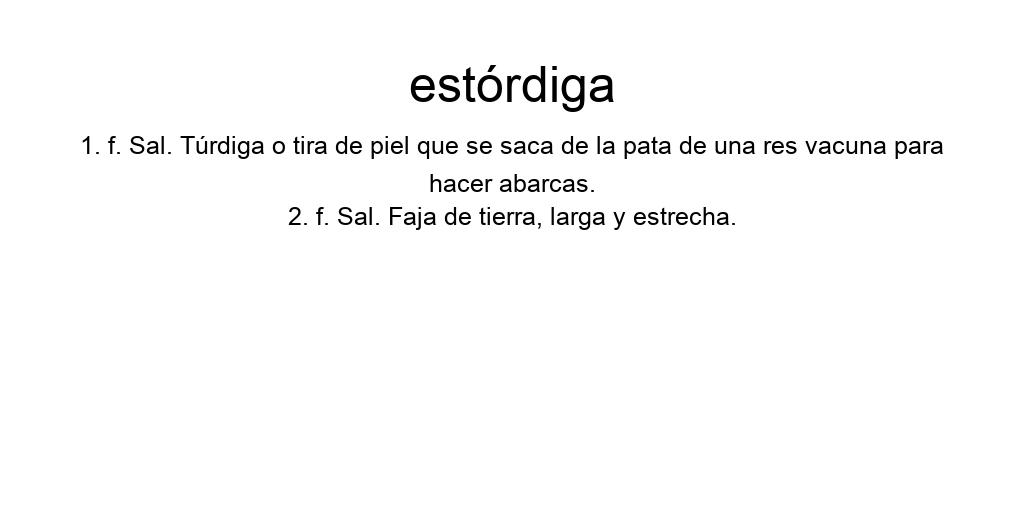 estórdiga
1. f. Sal. Túrdiga o tira de piel que se saca de la pata de una res vacuna para
hacer abarcas.
2. f. Sal. Faja de tierra, larga y estrecha.